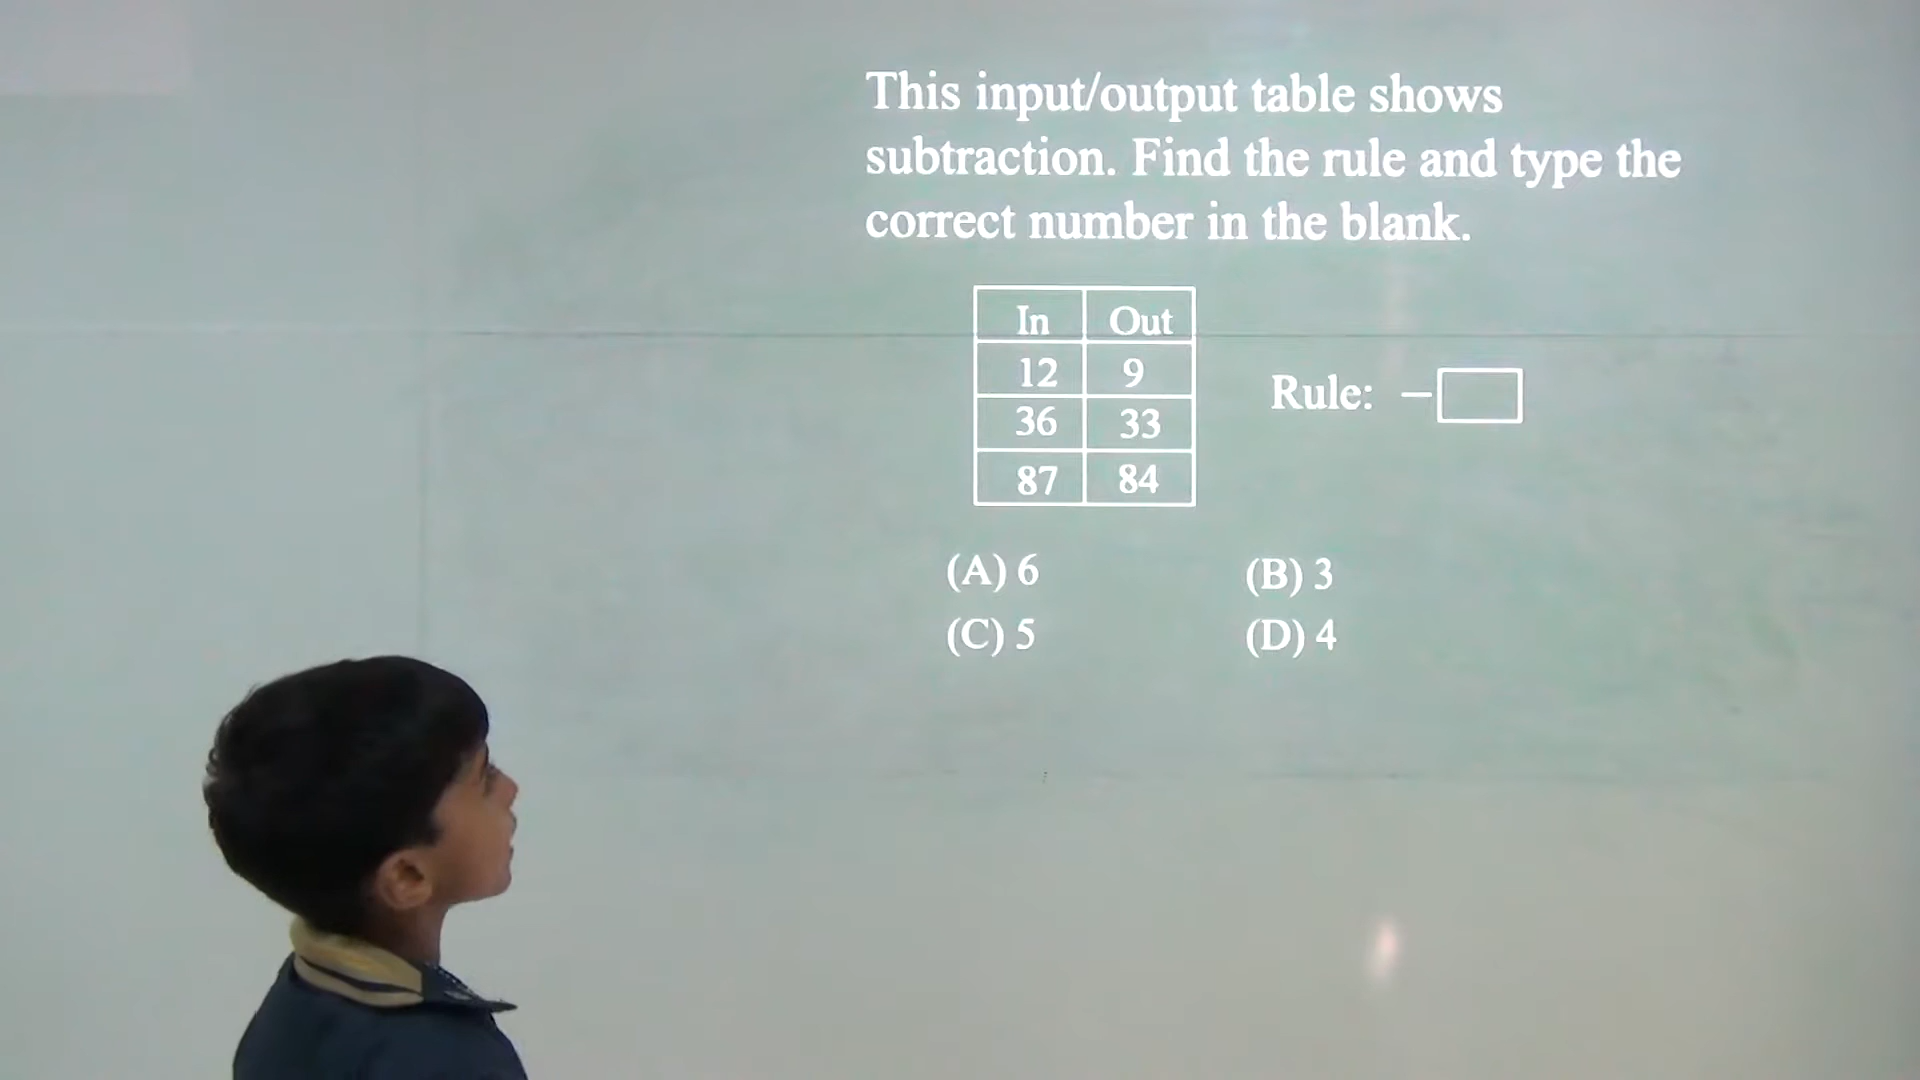 This input/output table shows
subtraction. Find the rule and type the
correct number in the blank.
In Out
12 9
36 33
87 84
Rule: –
(A) 6 (B) 3
(C) 5 (D) 4